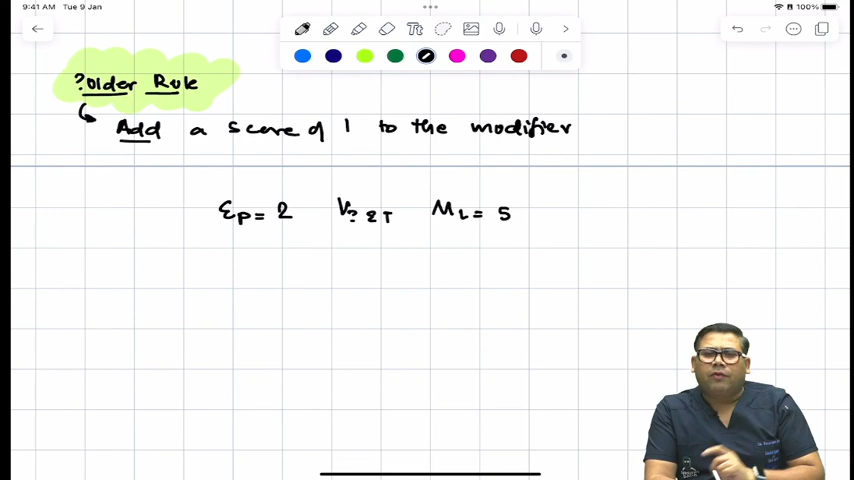 9:41 AM Tue 9 Jan
100%
?older Rule
Add a score of 1 to the modifier
Ep= 2 V? 2T ML= 5